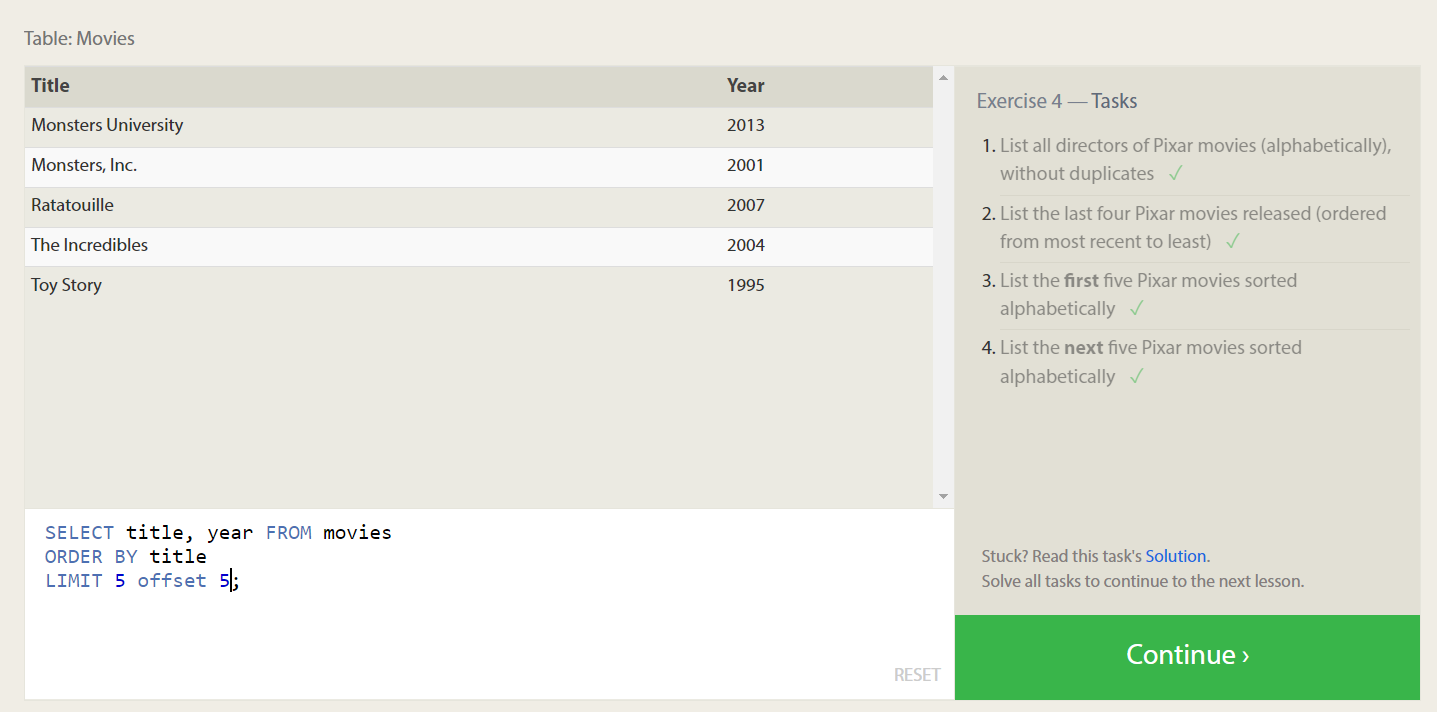 Table: Movies
Title Year
Monsters University 2013
Monsters, Inc. 2001
Ratatouille 2007
The Incredibles 2004
Toy Story 1995
SELECT title, year FROM movies
ORDER BY title
LIMIT 5 offset 5;
RESET
Exercise 4 — Tasks
1. List all directors of Pixar movies (alphabetically),
without duplicates ✓
2. List the last four Pixar movies released (ordered
from most recent to least) ✓
3. List the first five Pixar movies sorted
alphabetically ✓
4. List the next five Pixar movies sorted
alphabetically ✓
Stuck? Read this task's Solution.
Solve all tasks to continue to the next lesson.
Continue ›